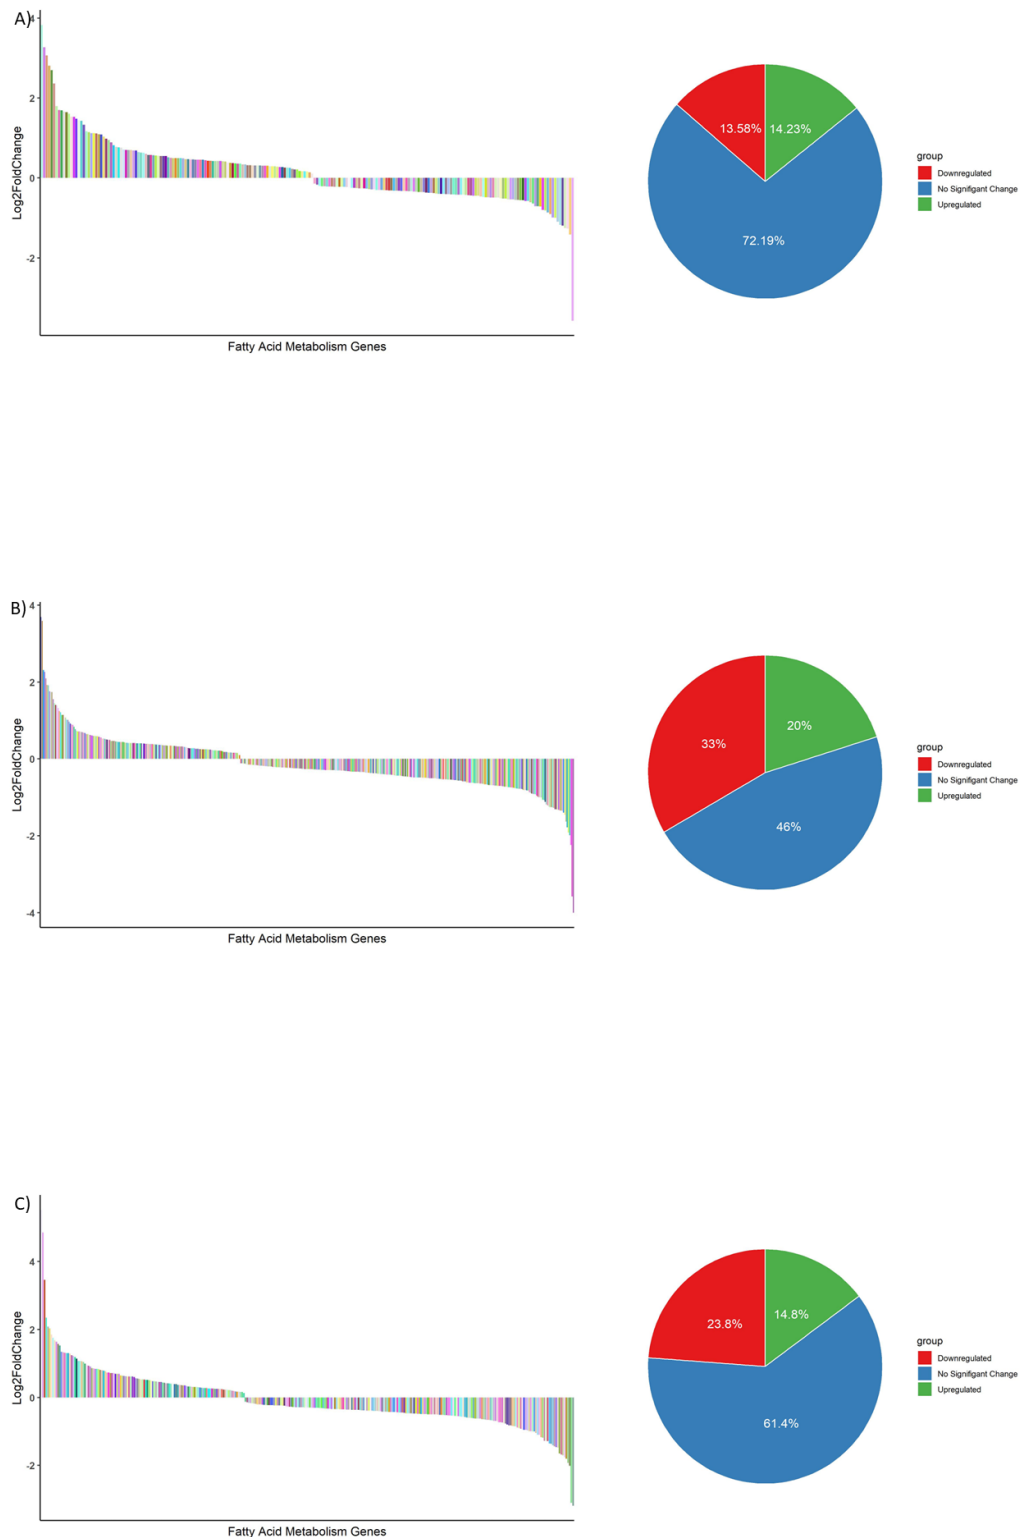 A)
4
2
0
-2
Log2FoldChange
Fatty Acid Metabolism Genes
13.58%
14.23%
72.19%
group
Downregulated
No Signifigant Change
Upregulated
B)
4
2
0
-2
-4
Log2FoldChange
Fatty Acid Metabolism Genes
33%
20%
46%
group
Downregulated
No Signifigant Change
Upregulated
C)
4
2
0
-2
Log2FoldChange
Fatty Acid Metabolism Genes
23.8%
14.8%
61.4%
group
Downregulated
No Signifigant Change
Upregulated